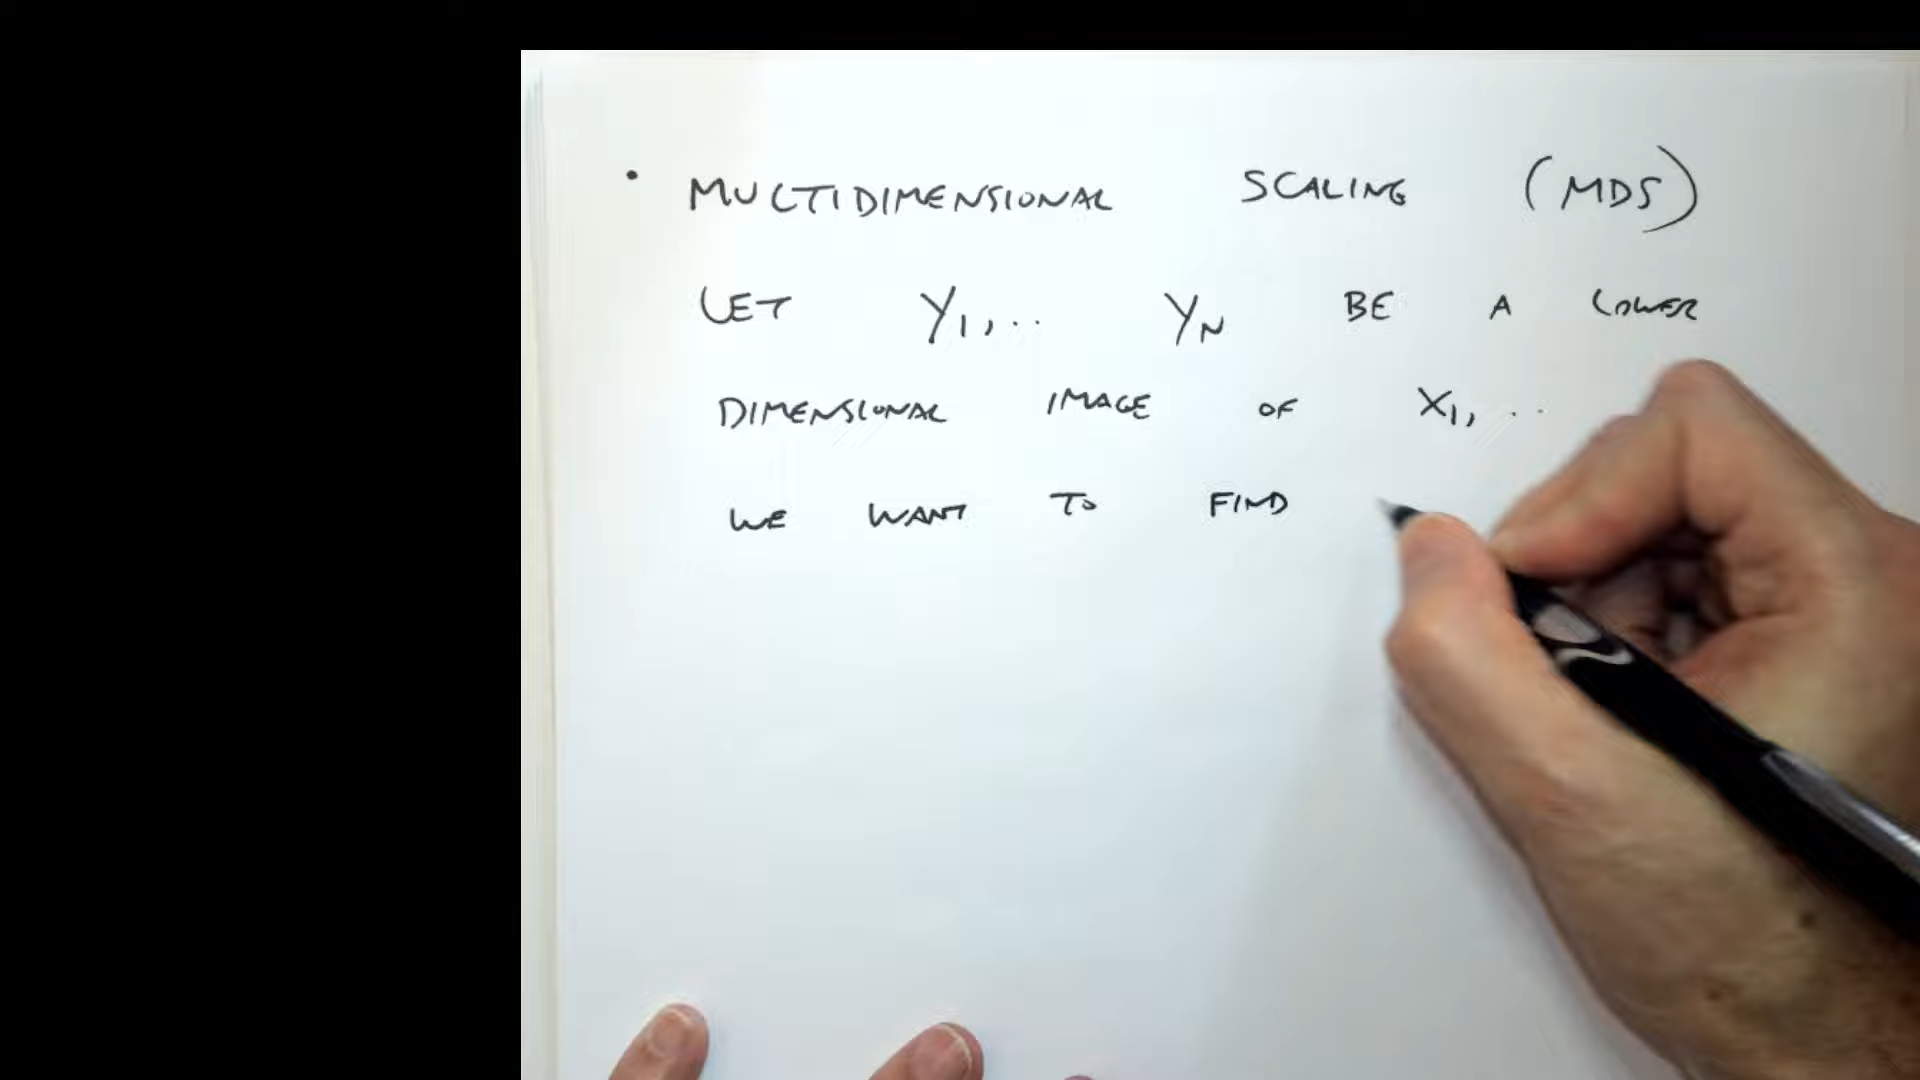 • MULTIDIMENSIONAL SCALING (MDS)
LET Y1,.. YN BE A LOWER
DIMENSIONAL IMAGE OF X1, ..
WE WANT TO FIND